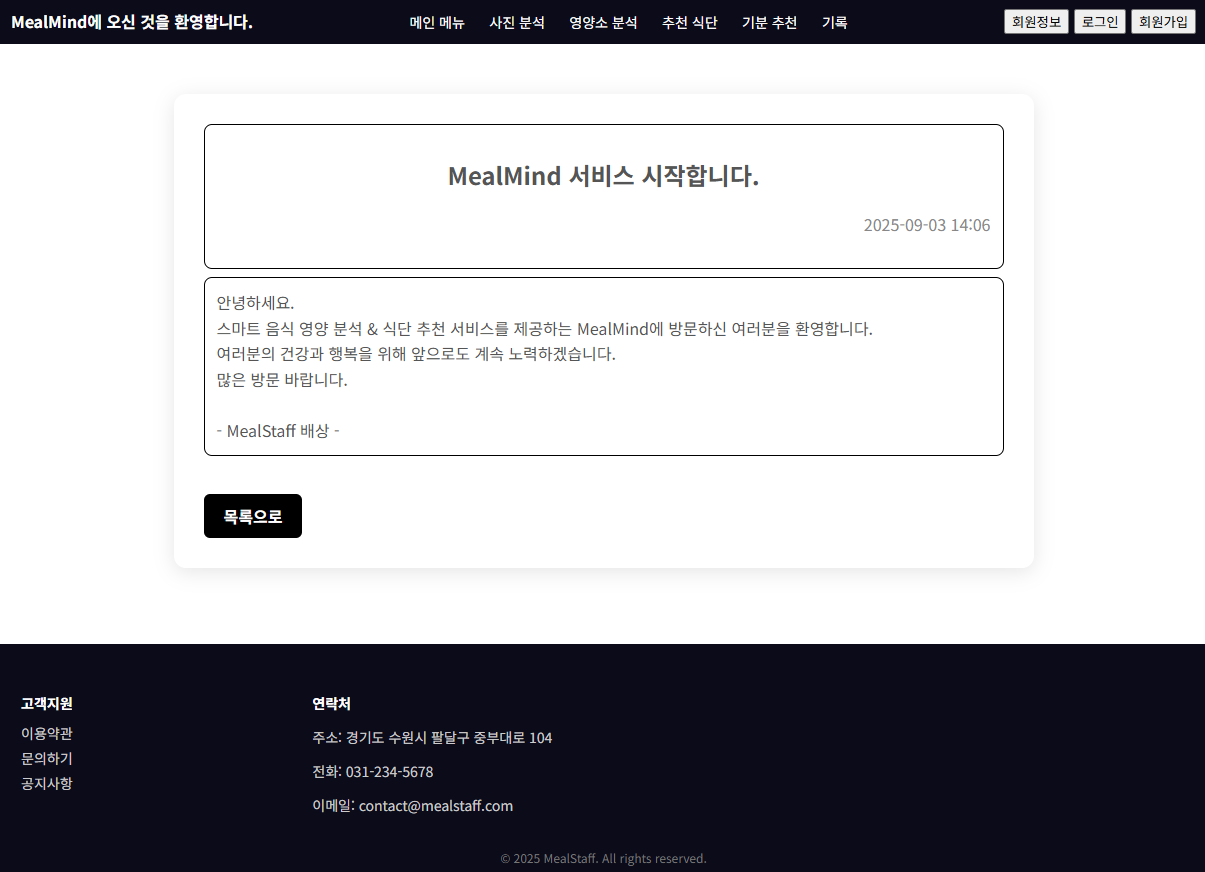 MealMind에 오신 것을 환영합니다.
메인 메뉴 사진 분석 영양소 분석 추천 식단 기분 추천 기록
회원정보 로그인 회원가입
MealMind 서비스 시작합니다.
2025-09-03 14:06
안녕하세요.
스마트 음식 영양 분석 & 식단 추천 서비스를 제공하는 MealMind에 방문하신 여러분을 환영합니다.
여러분의 건강과 행복을 위해 앞으로도 계속 노력하겠습니다.
많은 방문 바랍니다.
- MealStaff 배상 -
목록으로
고객지원
이용약관
문의하기
공지사항
연락처
주소: 경기도 수원시 팔달구 중부대로 104
전화: 031-234-5678
이메일: contact@mealstaff.com
© 2025 MealStaff. All rights reserved.